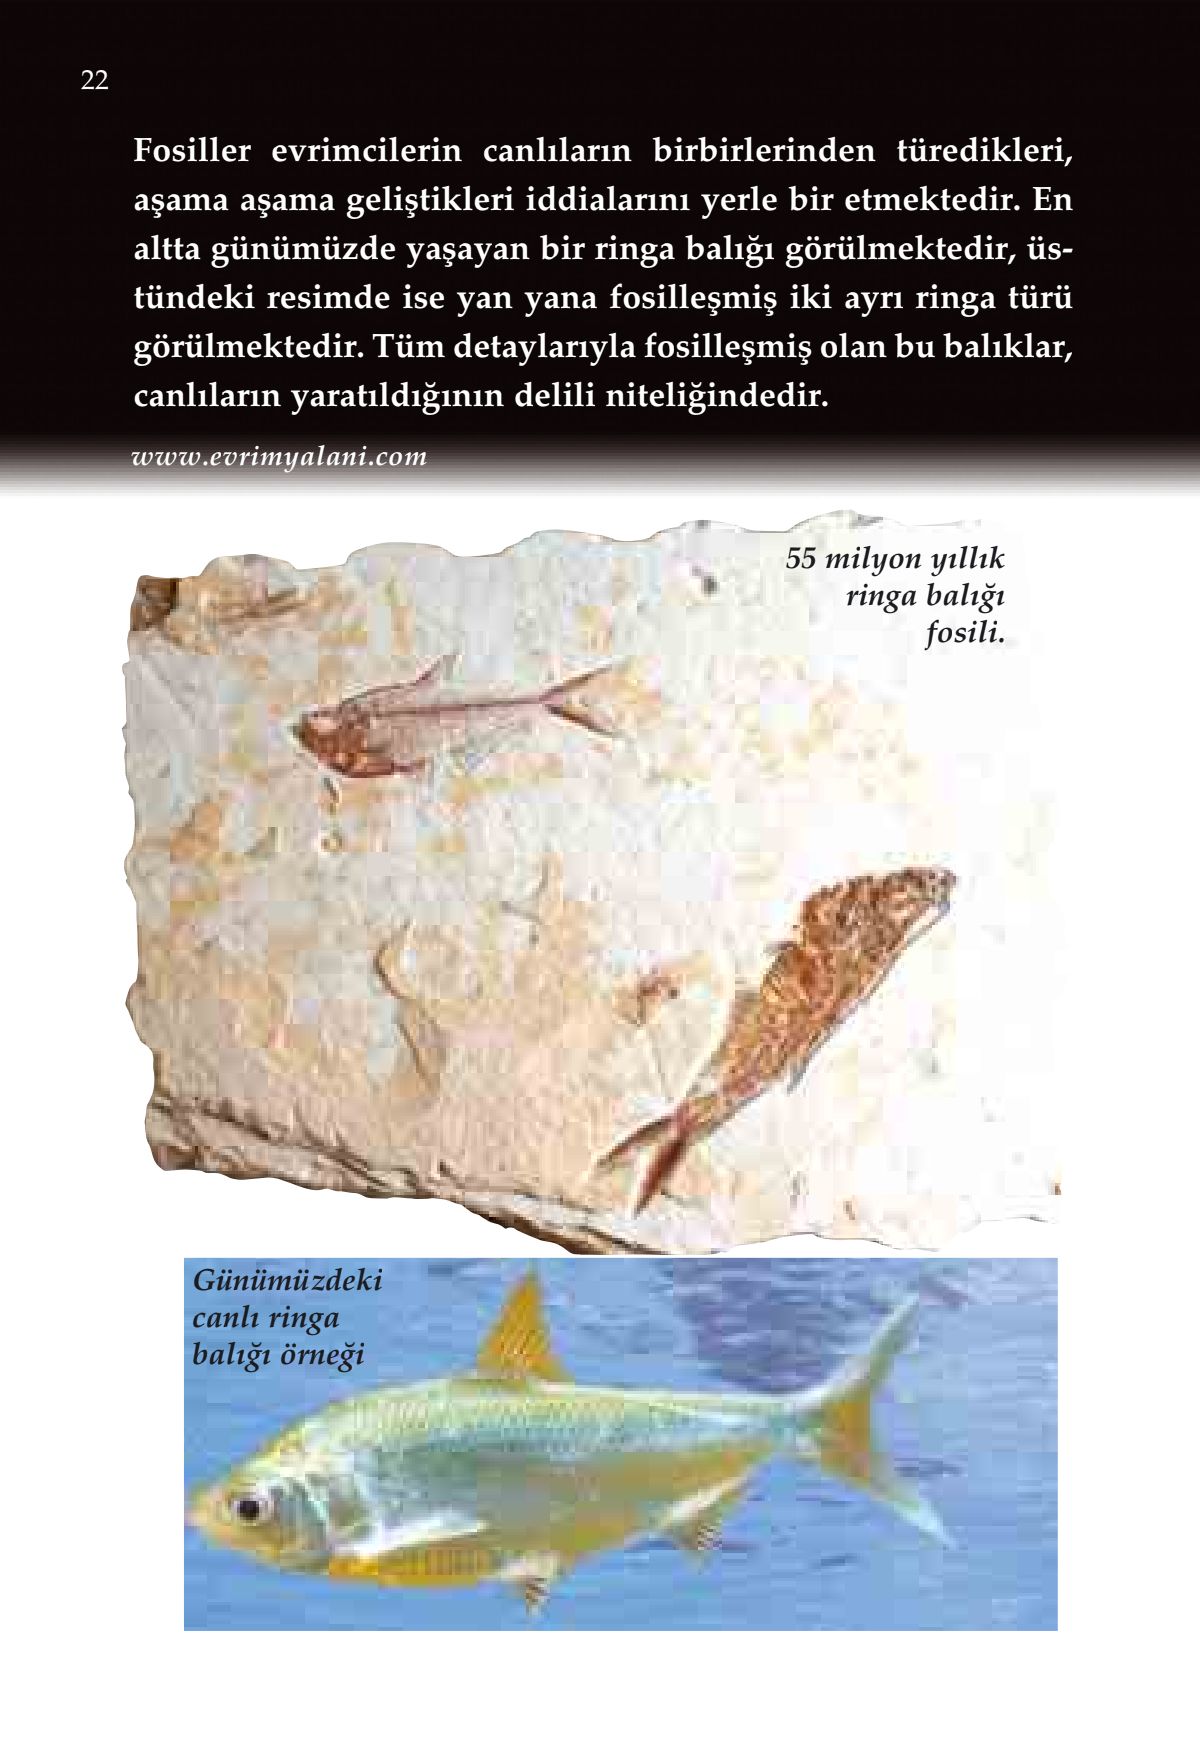 22
Fosiller evrimcilerin canlıların birbirlerinden türedikleri,
aşama aşama geliştikleri iddialarını yerle bir etmektedir. En
altta günümüzde yaşayan bir ringa balığı görülmektedir, üs-
tündeki resimde ise yan yana fosilleşmiş iki ayrı ringa türü
görülmektedir. Tüm detaylarıyla fosilleşmiş olan bu balıklar,
canlıların yaratıldığının delili niteliğindedir.
www.evrimyalani.com
55 milyon yıllık
ringa balığı
fosili.
Günümüzdeki
canlı ringa
balığı örneği